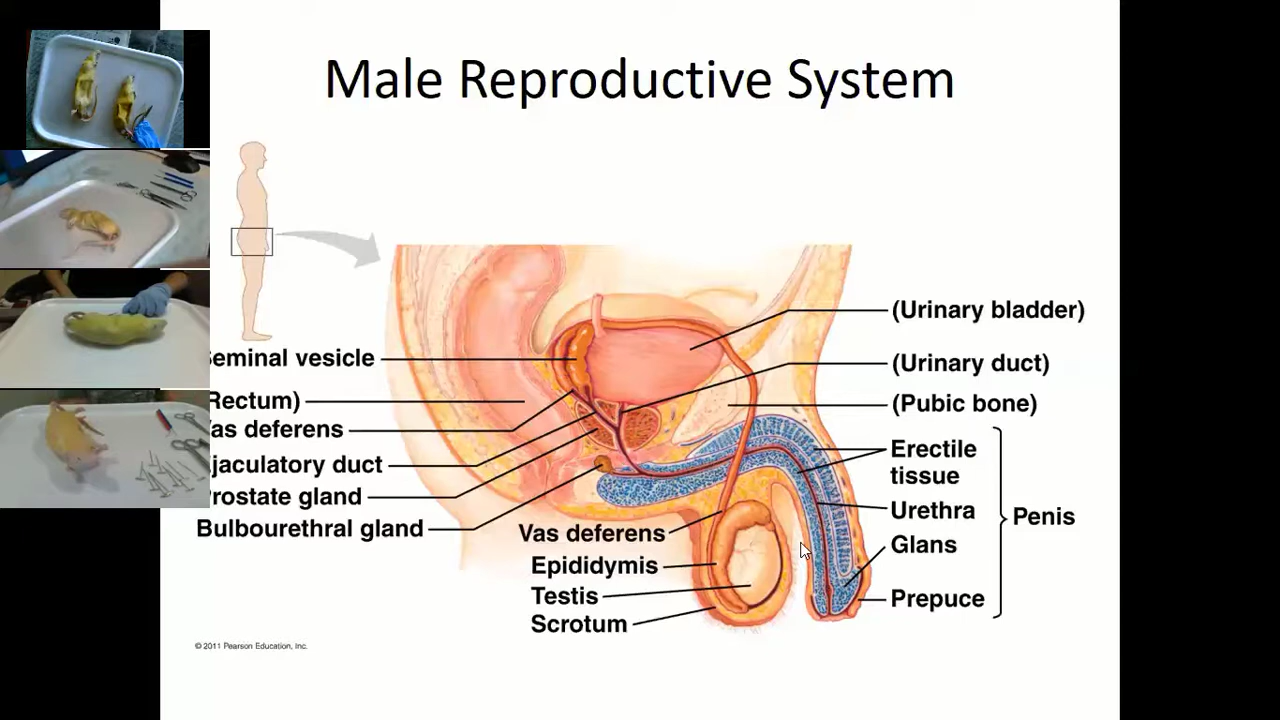 Male Reproductive System
(Urinary bladder)
eminal vesicle
(Urinary duct)
Rectum)
(Pubic bone)
as deferens
Erectile
tissue
jaculatory duct
rostate gland
Urethra
Penis
Bulbourethral gland
Vas deferens
Glans
Epididymis
Testis
Prepuce
Scrotum
© 2011 Pearson Education, Inc.